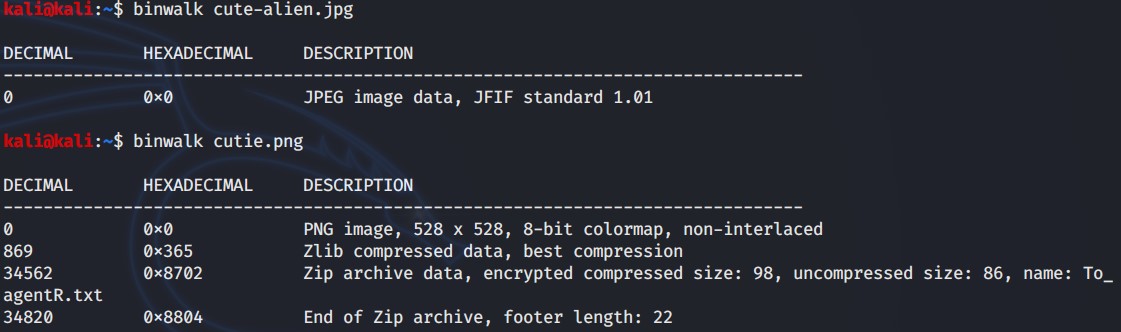 kali@kali:~$ binwalk cute-alien.jpg
DECIMAL       HEXADECIMAL     DESCRIPTION
--------------------------------------------------------------------------------
0             0×0             JPEG image data, JFIF standard 1.01
kali@kali:~$ binwalk cutie.png
DECIMAL       HEXADECIMAL     DESCRIPTION
--------------------------------------------------------------------------------
0             0×0             PNG image, 528 x 528, 8-bit colormap, non-interlaced
869           0×365           Zlib compressed data, best compression
34562         0×8702          Zip archive data, encrypted compressed size: 98, uncompressed size: 86, name: To_
agentR.txt
34820         0×8804          End of Zip archive, footer length: 22